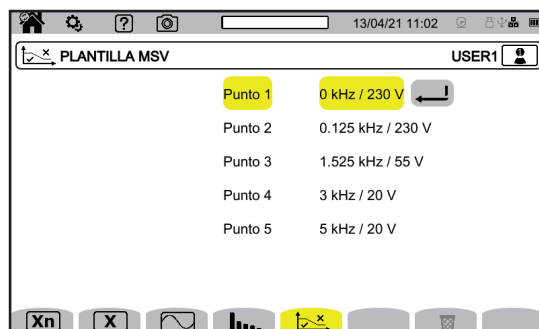 ?
13/04/21 11:02
PLANTILLA MSV
USER1
Punto 1 0 kHz / 230 V
Punto 2 0.125 kHz / 230 V
Punto 3 1.525 kHz / 55 V
Punto 4 3 kHz / 20 V
Punto 5 5 kHz / 20 V
Xn
X